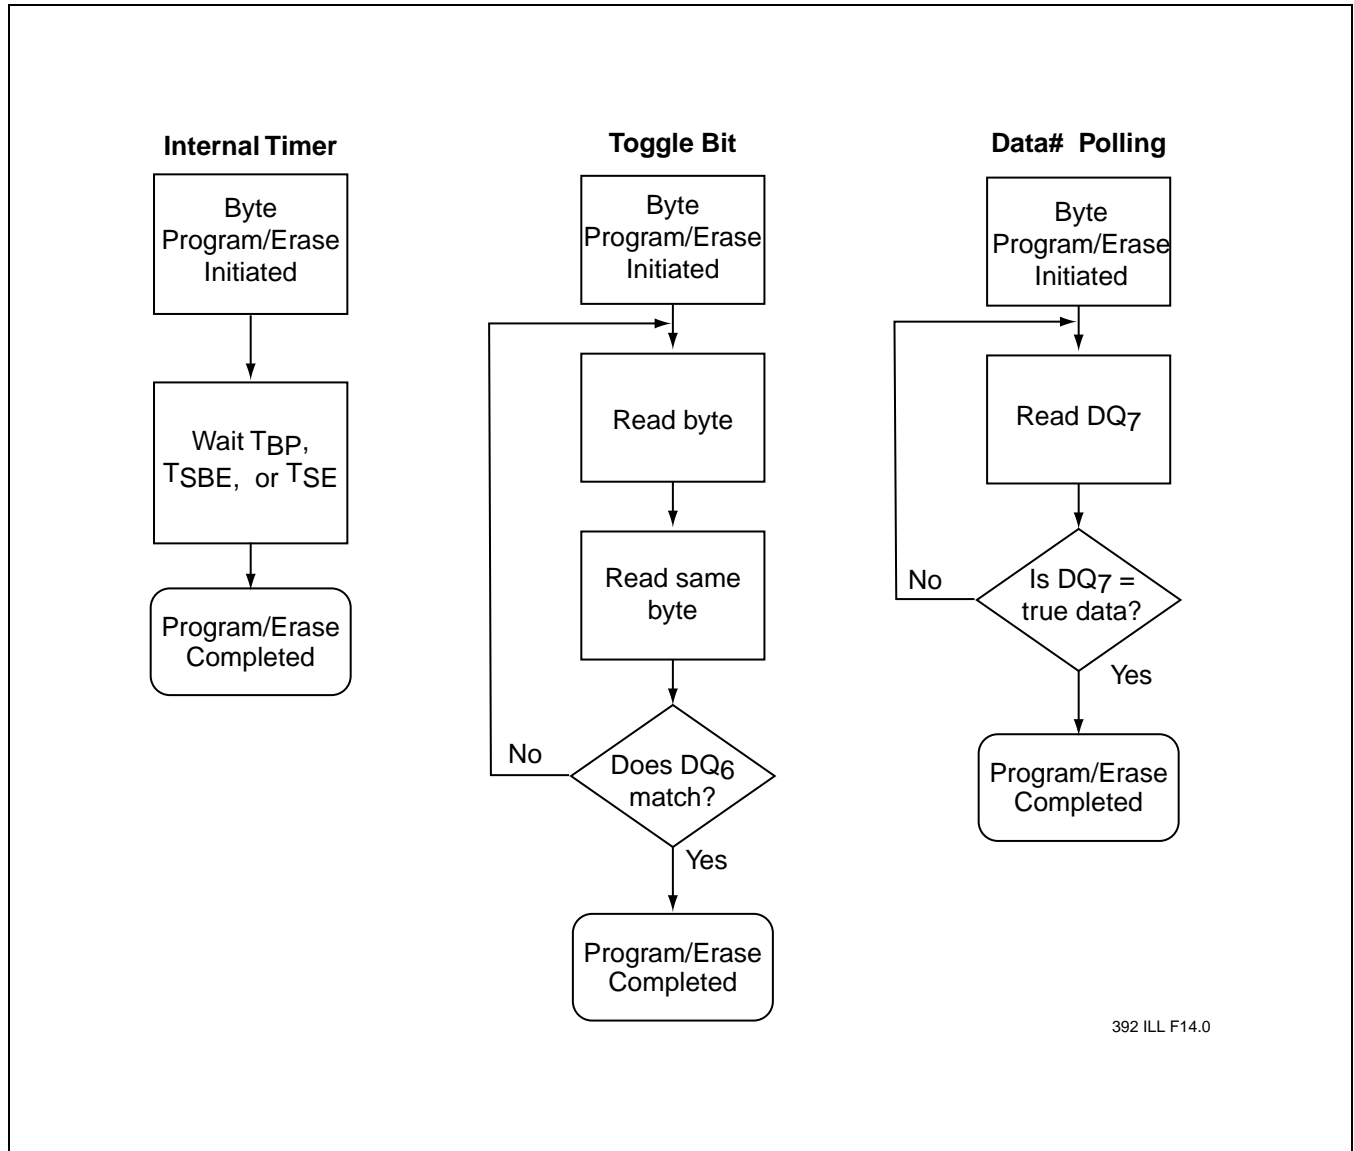 Internal Timer
Byte
Program/Erase
Initiated
Wait TBP,
TSBE, or TSE
Program/Erase
Completed
Toggle Bit
Byte
Program/Erase
Initiated
Read byte
Read same
byte
No
Does DQ6
match?
Yes
Program/Erase
Completed
Data# Polling
Byte
Program/Erase
Initiated
Read DQ7
No
Is DQ7 =
true data?
Yes
Program/Erase
Completed
392 ILL F14.0